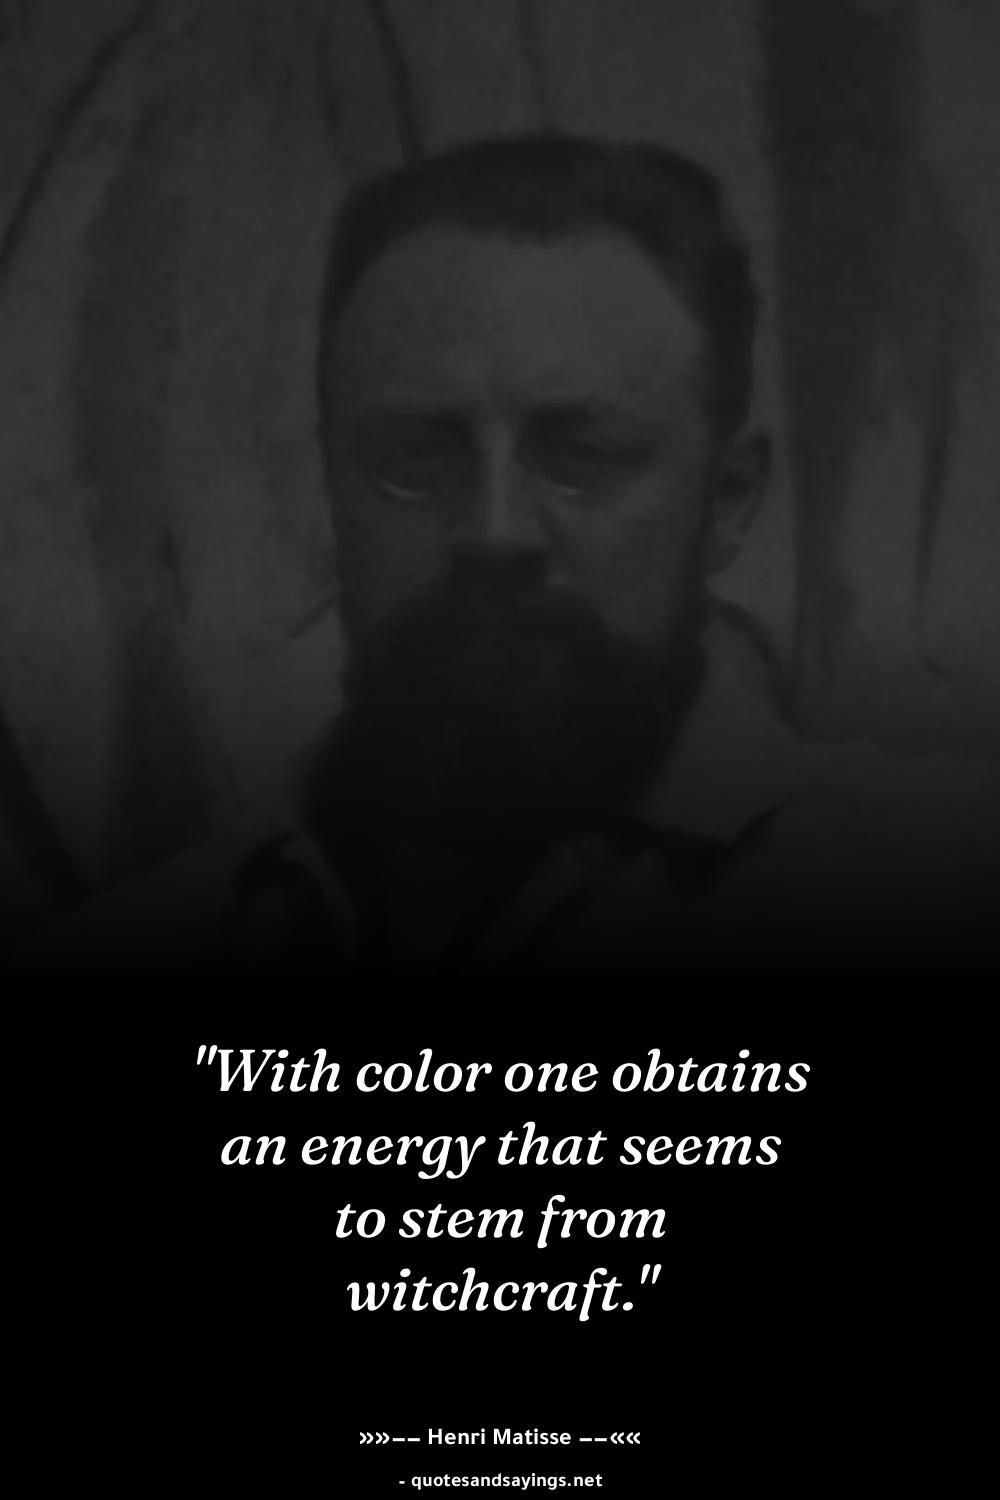 "With color one obtains
an energy that seems
to stem from
witchcraft."
»»−− Henri Matisse −−««
- quotesandsayings.net